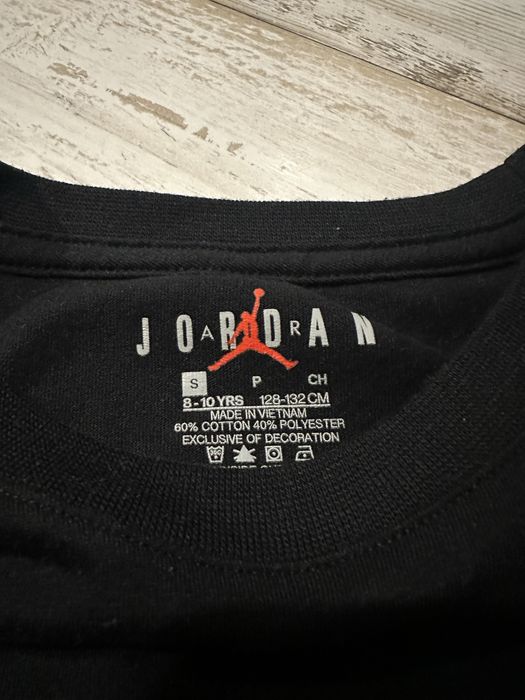 JORDAN
AIR
S P CH
8-10 YRS 128-132 CM
MADE IN VIETNAM
60% COTTON 40% POLYESTER
EXCLUSIVE OF DECORATION